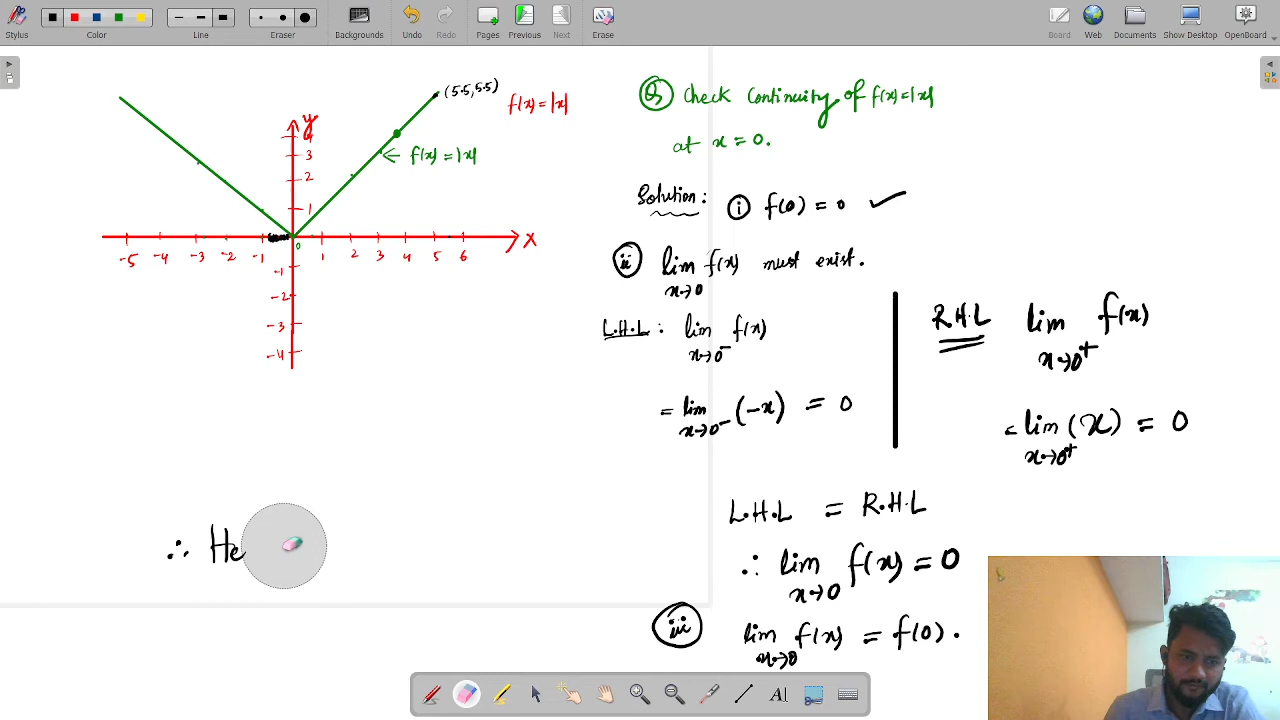 Stylus Color Line Eraser Backgrounds Undo Redo Pages Previous Next Erase Board Web Documents Show Desktop OpenBoard
(5.5,5.5)
f(x)=|x|
y
4
3
← f(x)=|x|
2
1
x
0
-5 -4 -3 -2 -1 1 2 3 4 5 6
-1
-2
-3
-4
∴ He
Q Check Continuity of f(x)=|x|
at x = 0.
Solution: (i) f(0) = 0 ✓
(ii) lim f(x) must exist.
x→0
L.H.L : lim f(x)
x→0⁻
= lim (-x) = 0
x→0⁻
R.H.L lim f(x)
x→0⁺
= lim (x) = 0
x→0⁺
L.H.L = R.H.L
∴ lim f(x) = 0
x→0
(iii) lim f(x) = f(0).
x→0